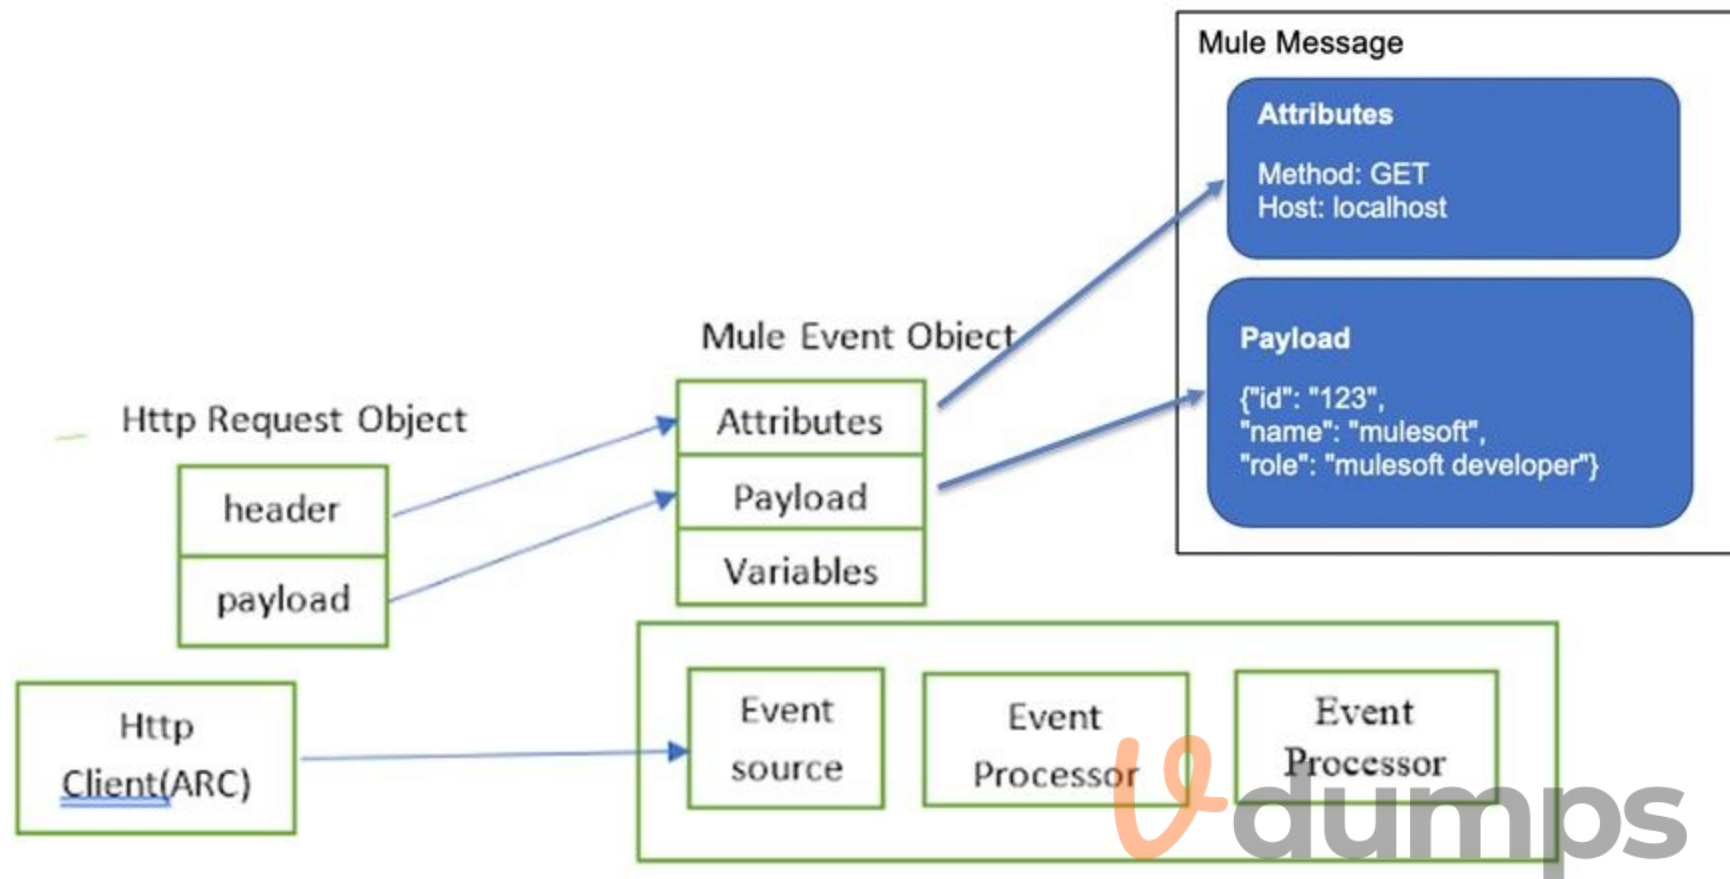 Mule Message
Attributes
Method: GET
Host: localhost
Payload
{"id": "123",
"name": "mulesoft",
"role": "mulesoft developer"}
Mule Event Object
Attributes
Payload
Variables
Http Request Object
header
payload
Http
Client(ARC)
Event
source
Event
Processor
Event
Processor
dumps